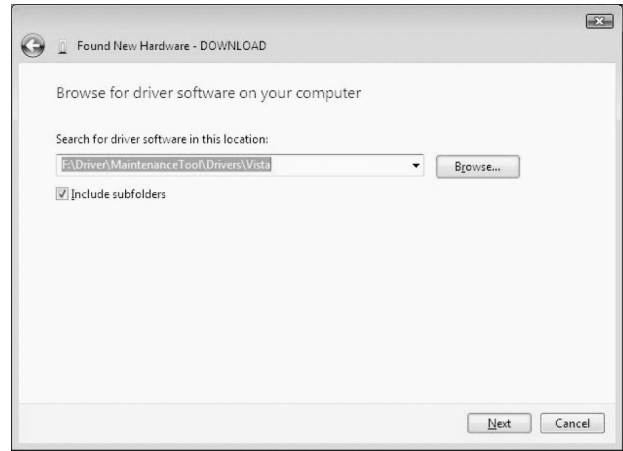 Found New Hardware - DOWNLOAD
Browse for driver software on your computer
Search for driver software in this location:
F:\Driver\MaintenanceTool\Drivers\Vista
Browse...
Include subfolders
Next
Cancel